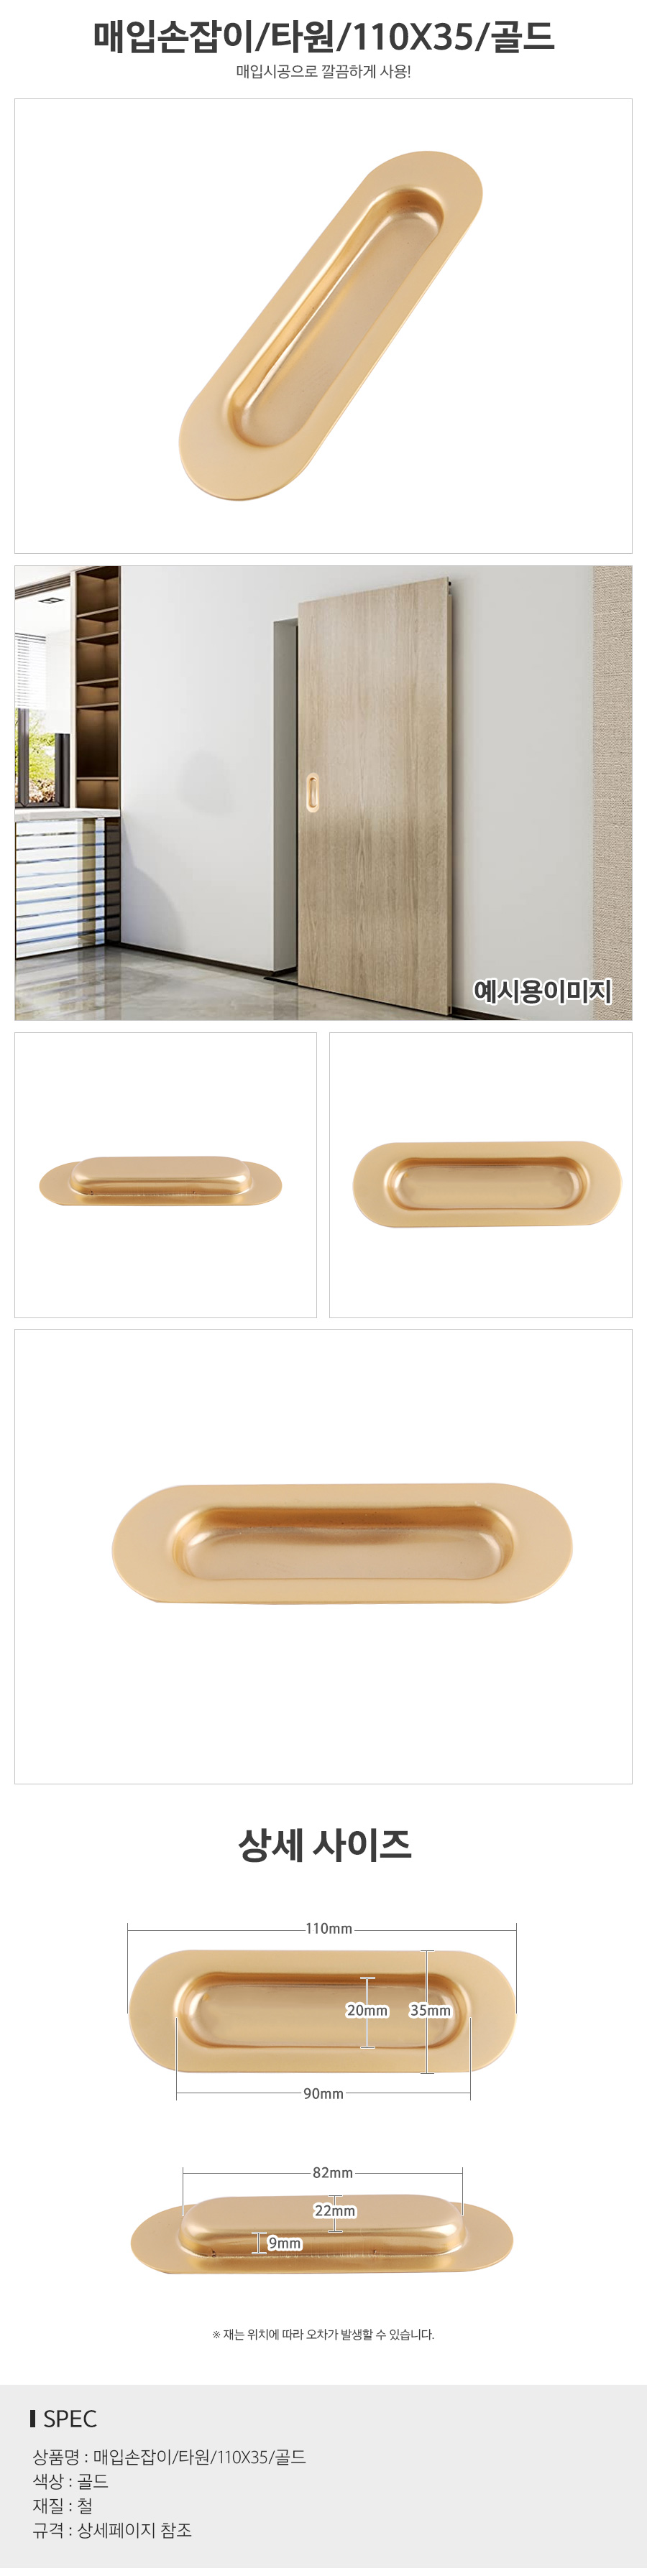 매입손잡이/타원/110X35/골드
매입시공으로 깔끔하게 사용!
예시용이미지
상세 사이즈
110mm
20mm
35mm
90mm
82mm
22mm
9mm
※ 재는 위치에 따라 오차가 발생할 수 있습니다.
SPEC
상품명 : 매입손잡이/타원/110X35/골드
색상 : 골드
재질 : 철
규격 : 상세페이지 참조